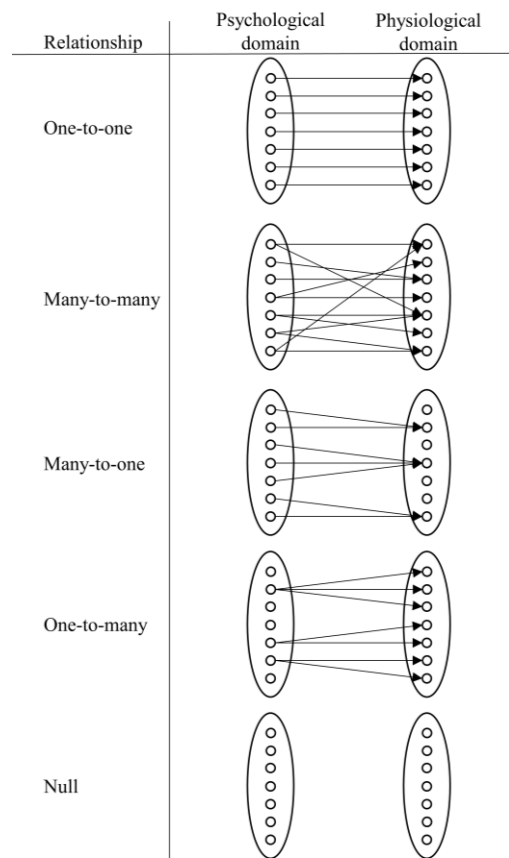 Relationship
Psychological
domain
Physiological
domain
One-to-one
Many-to-many
Many-to-one
One-to-many
Null